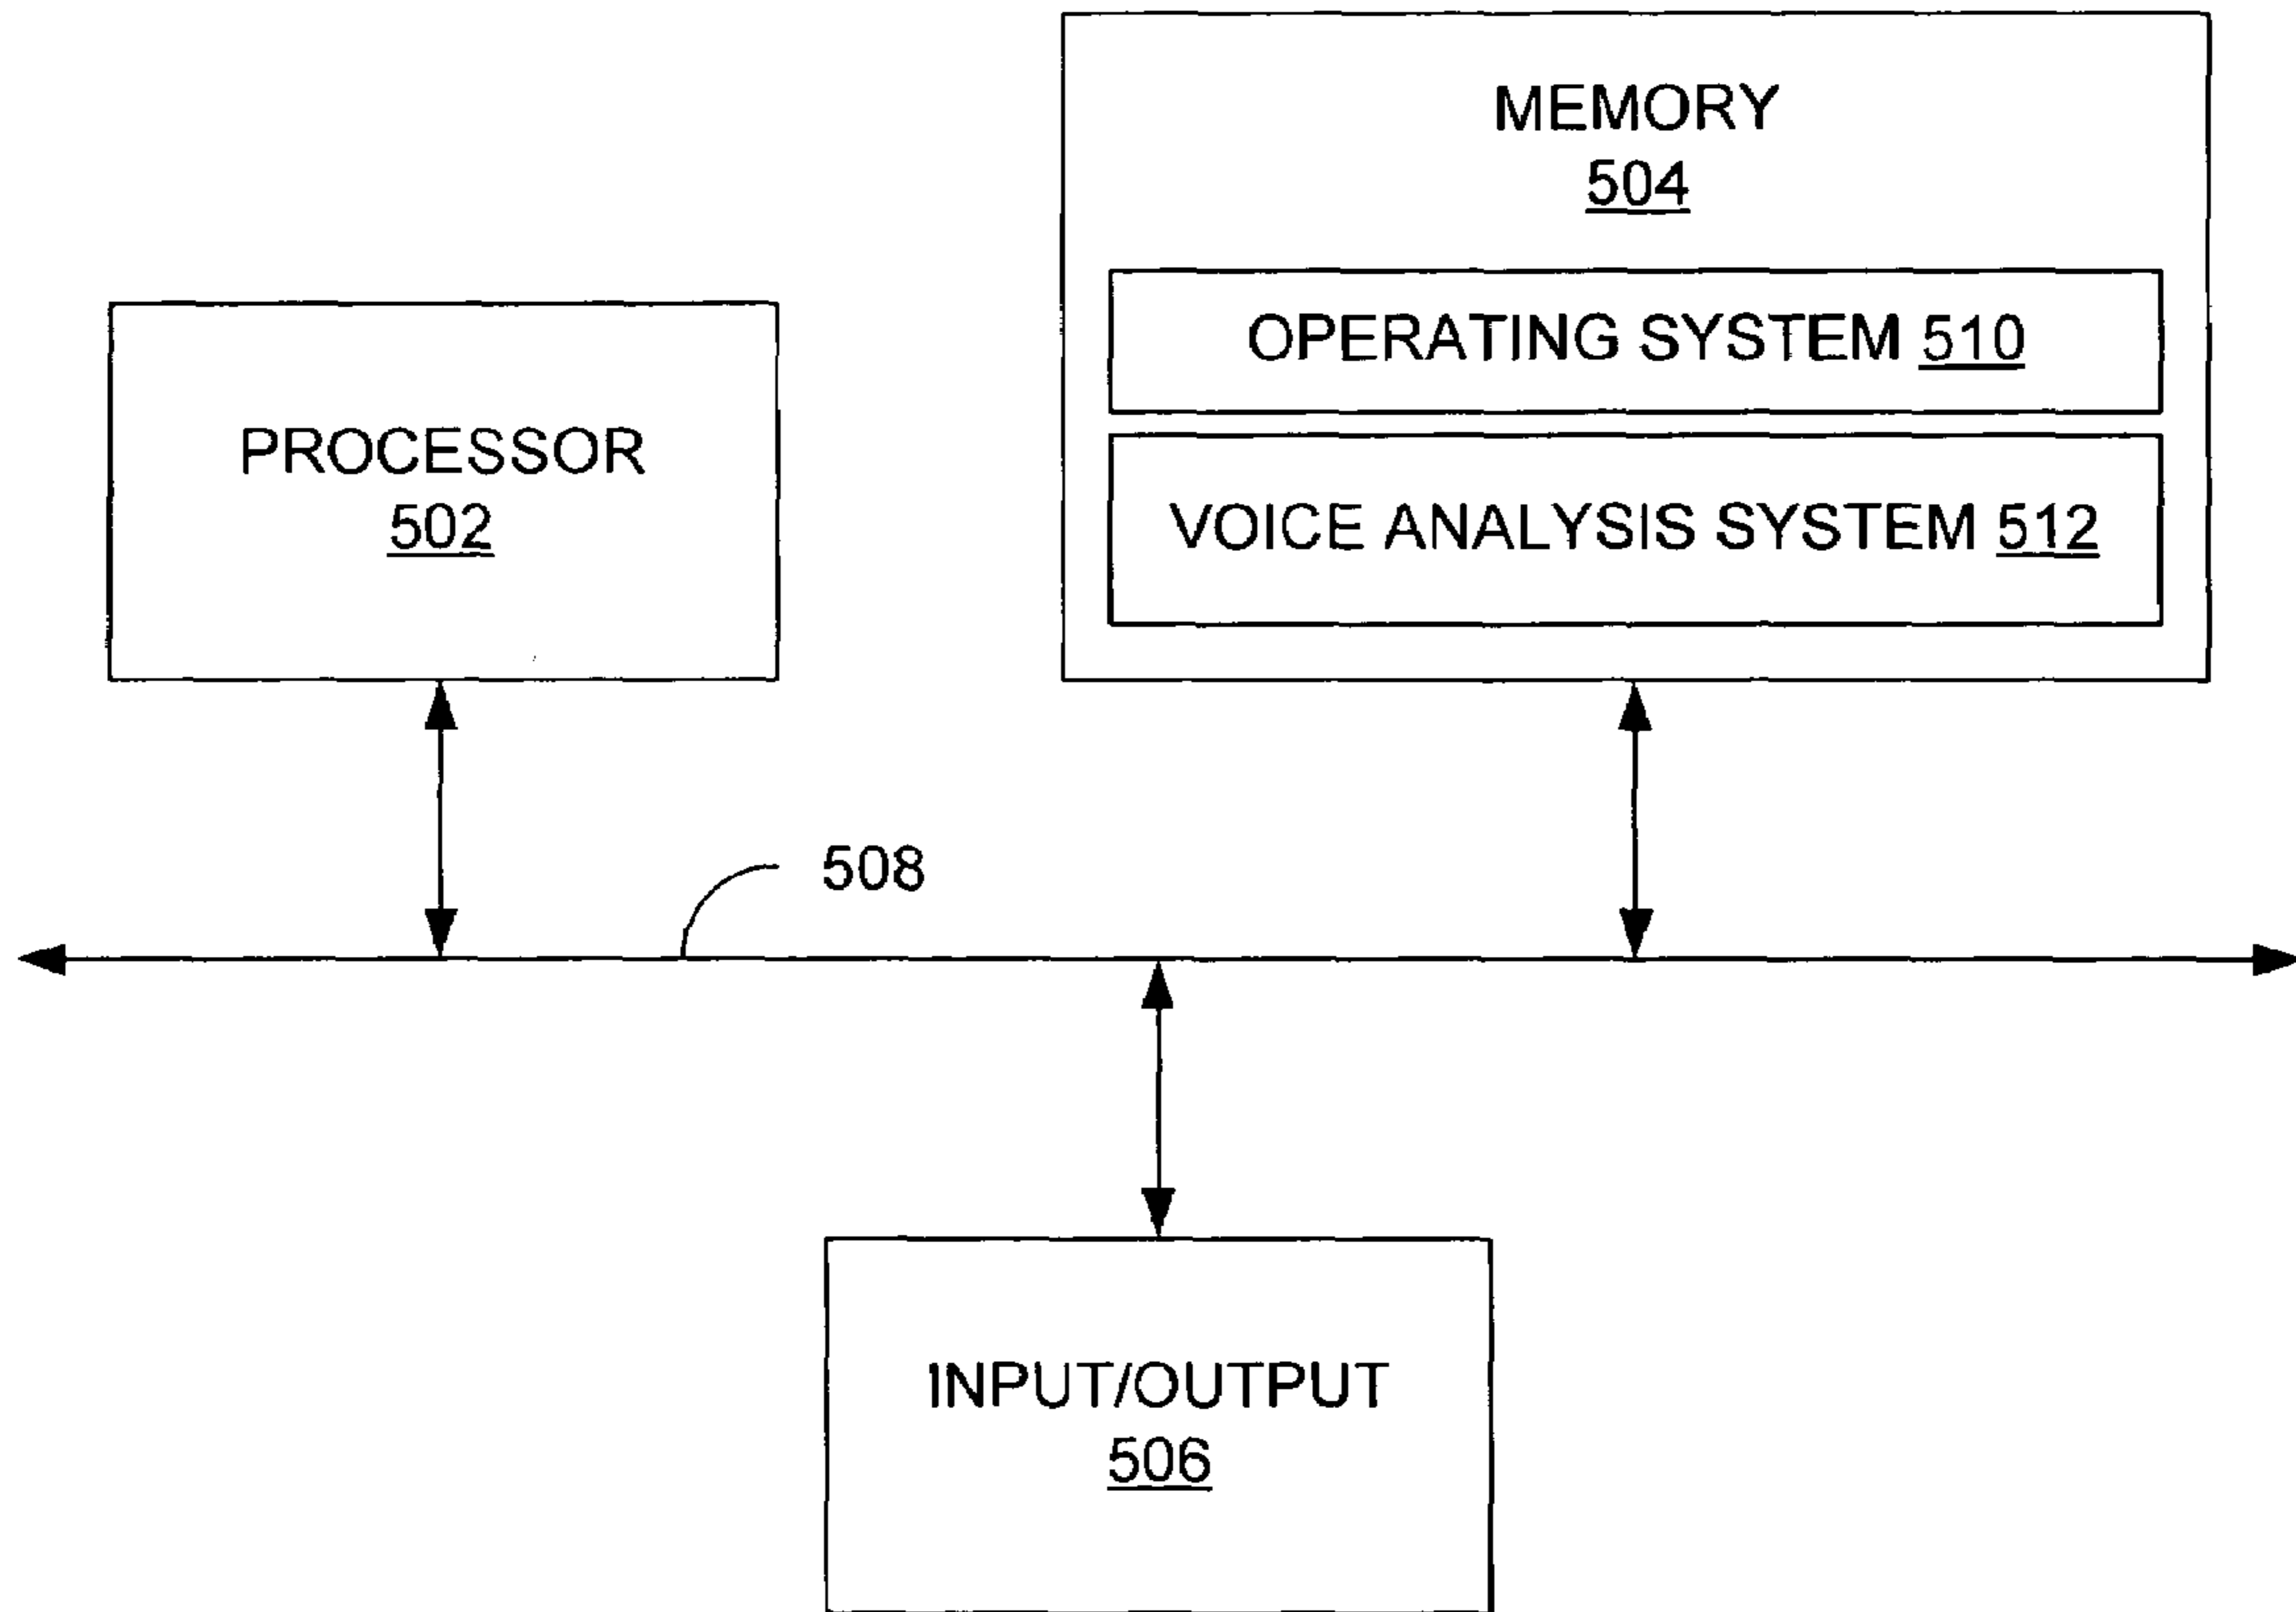 MEMORY
504
OPERATING SYSTEM 510
VOICE ANALYSIS SYSTEM 512
PROCESSOR
502
508
INPUT/OUTPUT
506